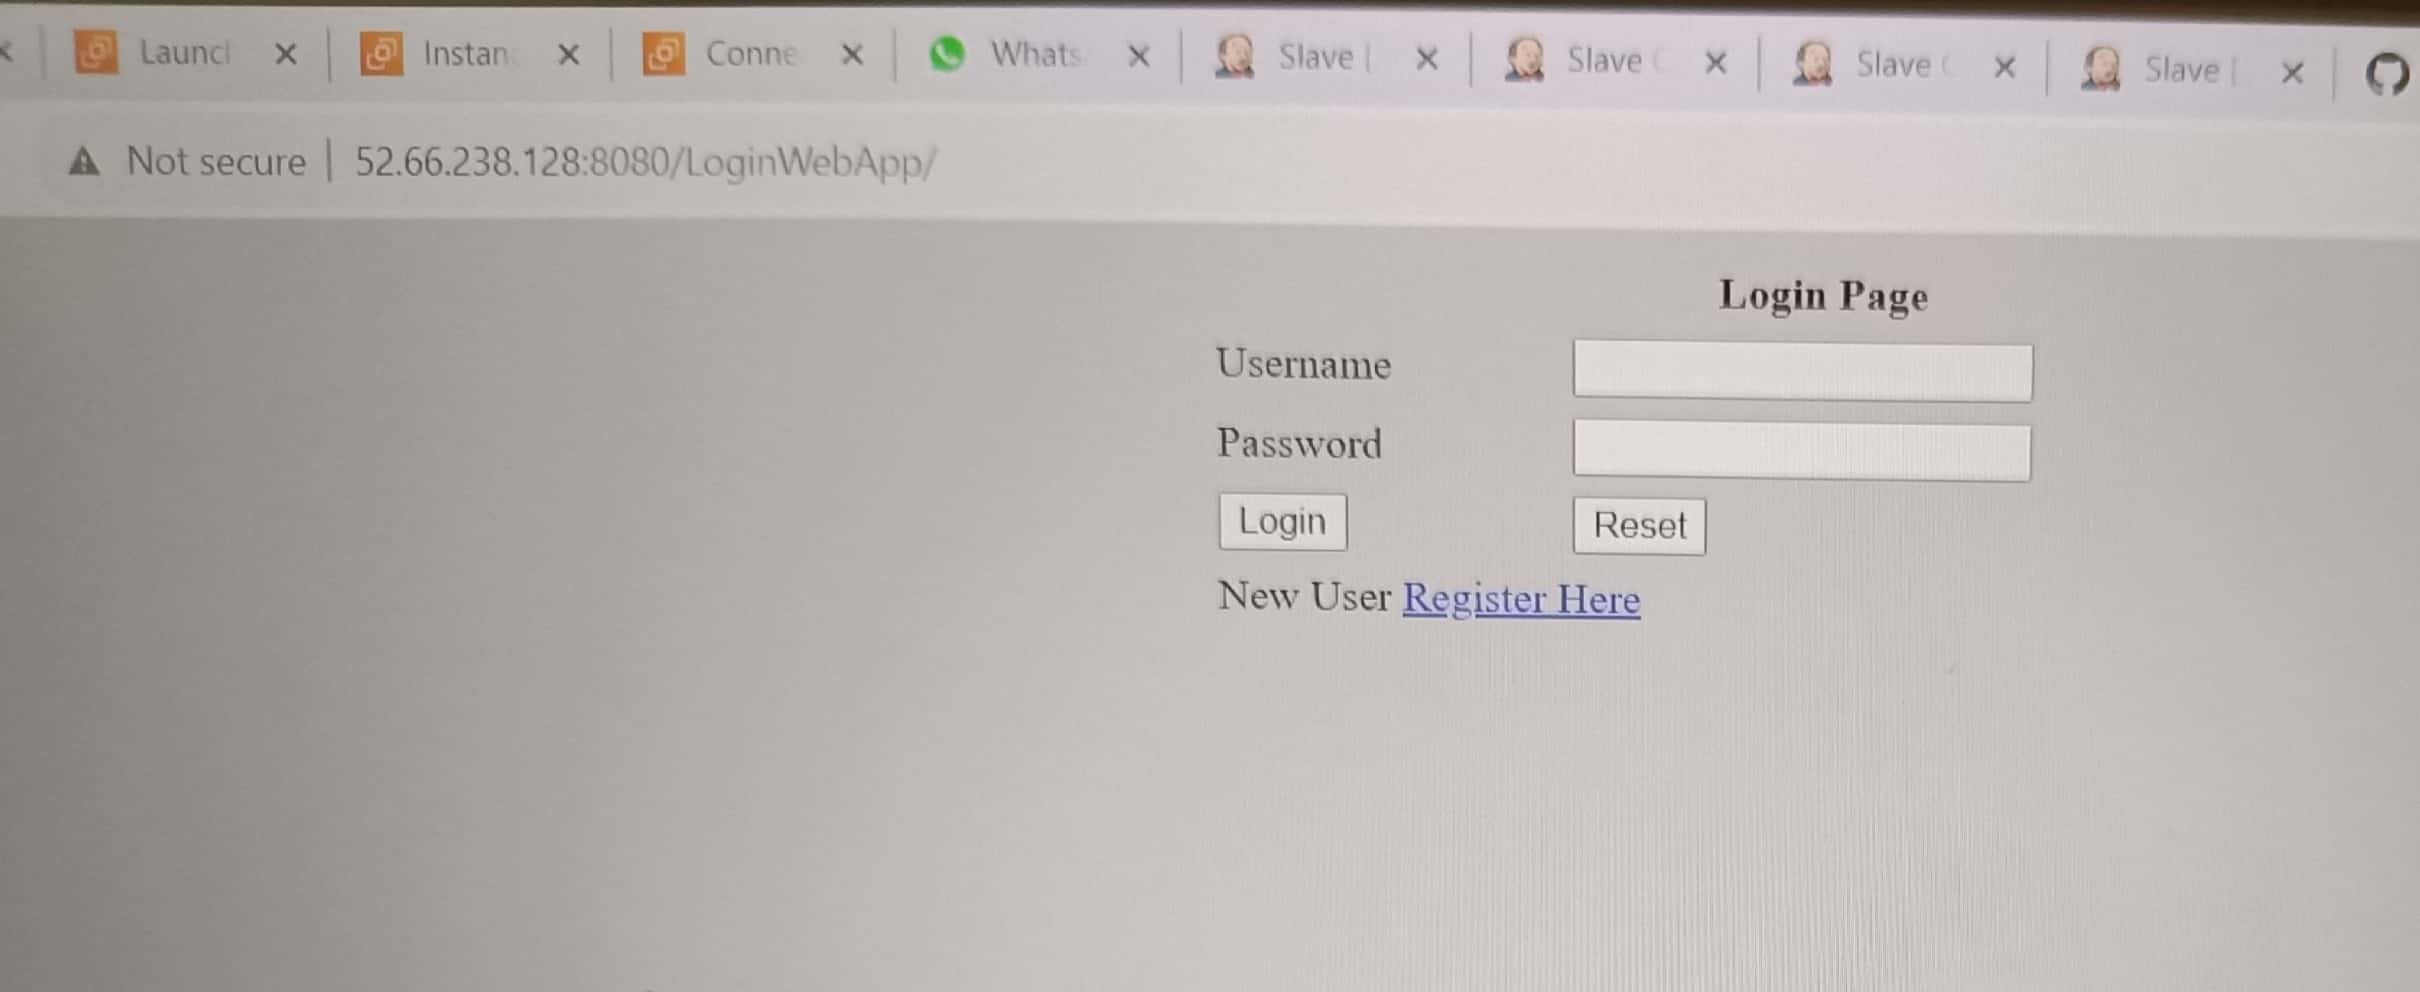 Launcl Instan Conne Whats Slave Slave Slave Slave
Not secure 52.66.238.128:8080/LoginWebApp/
Login Page
Username
Password
Login Reset
New User Register Here